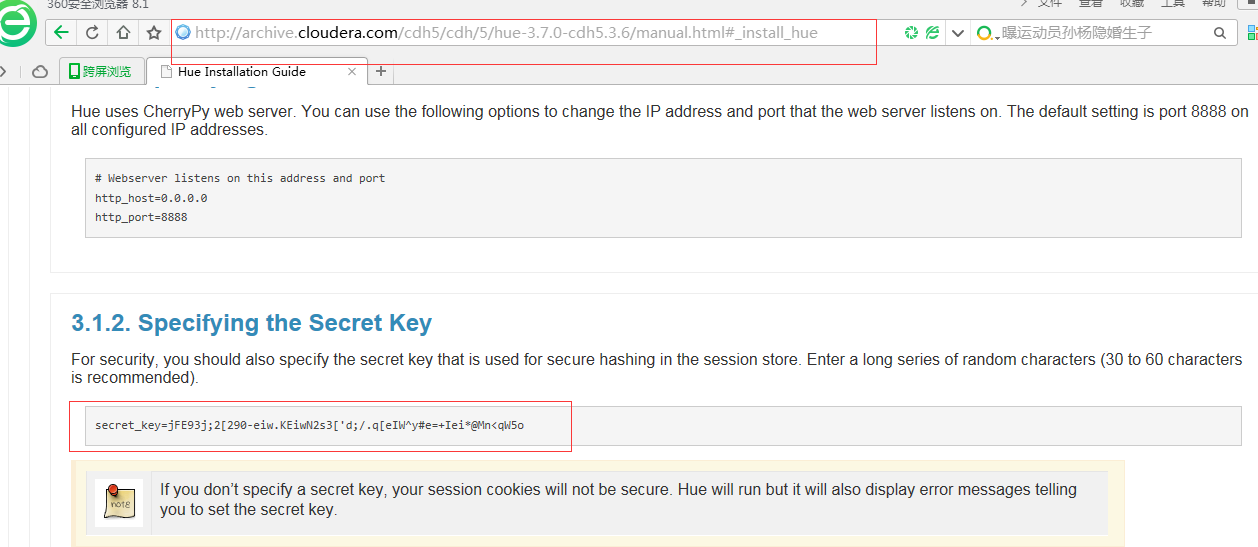 360安全浏览器 8.1
文件 查看 收藏 工具 帮助
http://archive.cloudera.com/cdh5/cdh/5/hue-3.7.0-cdh5.3.6/manual.html#_install_hue
曝运动员孙杨隐婚生子
跨屏浏览
Hue Installation Guide
Hue uses CherryPy web server. You can use the following options to change the IP address and port that the web server listens on. The default setting is port 8888 on
all configured IP addresses.
# Webserver listens on this address and port
http_host=0.0.0.0
http_port=8888
3.1.2. Specifying the Secret Key
For security, you should also specify the secret key that is used for secure hashing in the session store. Enter a long series of random characters (30 to 60 characters
is recommended).
secret_key=jFE93j;2[290-eiw.KEiwN2s3['d;/.q[eIW^y#e=+Iei*@Mn<qW5o
note
If you don’t specify a secret key, your session cookies will not be secure. Hue will run but it will also display error messages telling
you to set the secret key.